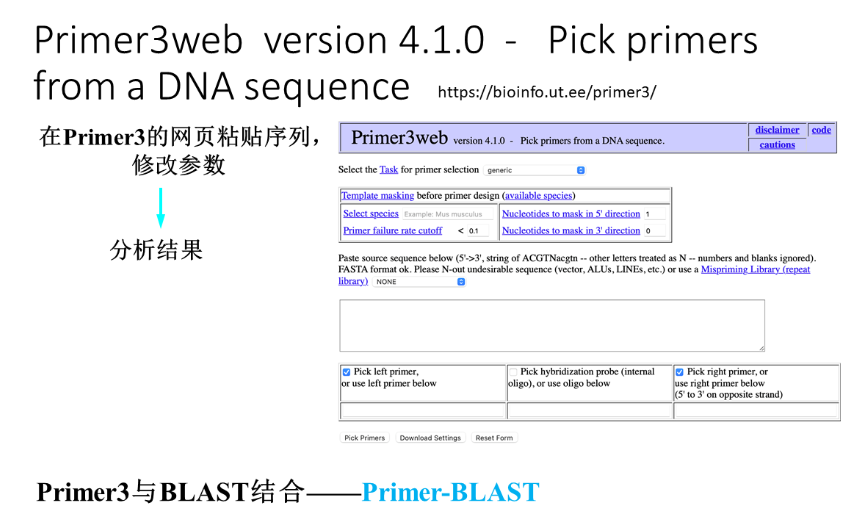 Primer3web version 4.1.0 - Pick primers
from a DNA sequence https://bioinfo.ut.ee/primer3/
在Primer3的网页粘贴序列，
修改参数
分析结果
Primer3web version 4.1.0 - Pick primers from a DNA sequence.
disclaimer code
cautions
Select the Task for primer selection generic
Template masking before primer design (available species)
Select species Example: Mus musculus Nucleotides to mask in 5' direction 1
Primer failure rate cutoff < 0.1 Nucleotides to mask in 3' direction 0
Paste source sequence below (5'->3', string of ACGTNacgtn -- other letters treated as N -- numbers and blanks ignored).
FASTA format ok. Please N-out undesirable sequence (vector, ALUs, LINEs, etc.) or use a Mispriming Library (repeat
library) NONE
Pick left primer,
or use left primer below
Pick hybridization probe (internal
oligo), or use oligo below
Pick right primer, or
use right primer below
(5' to 3' on opposite strand)
Pick Primers Download Settings Reset Form
Primer3与BLAST结合——Primer-BLAST